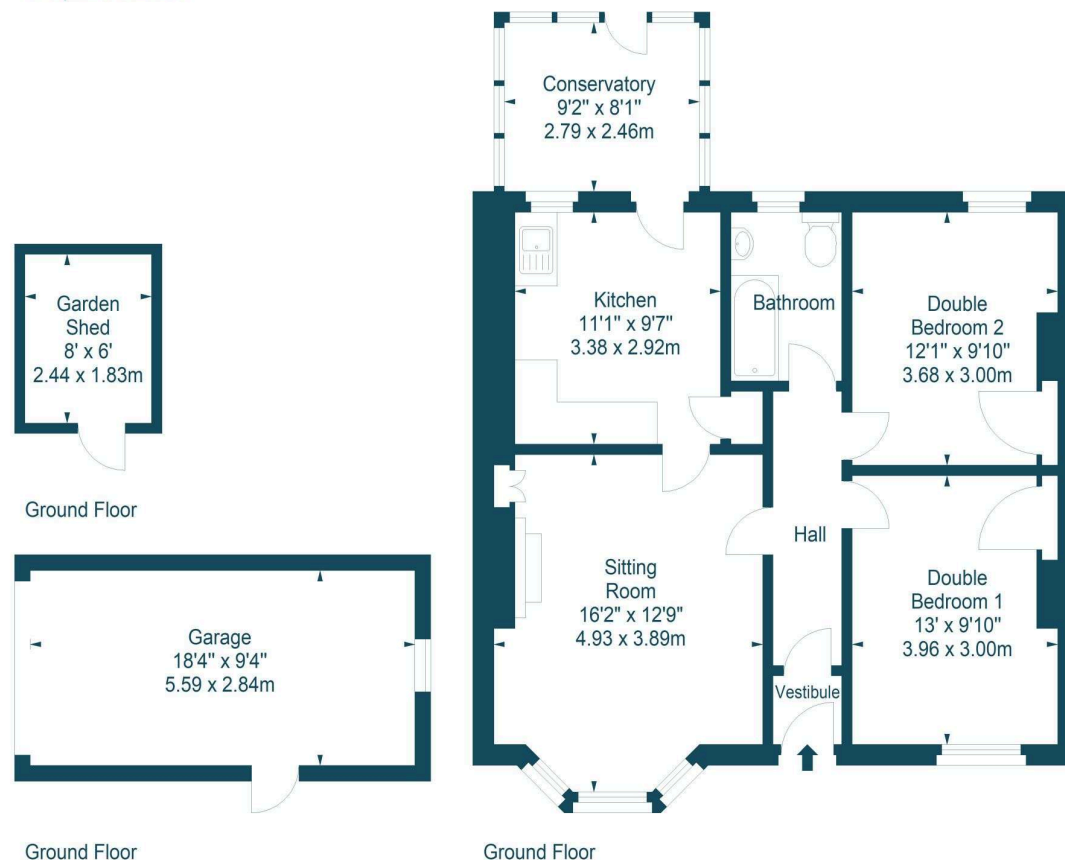 Conservatory
9'2" x 8'1"
2.79 x 2.46m
Garden
Shed
8' x 6'
2.44 x 1.83m
Ground Floor
Kitchen
11'1" x 9'7"
3.38 x 2.92m
Bathroom
Double
Bedroom 2
12'1" x 9'10"
3.68 x 3.00m
Hall
Sitting
Room
16'2" x 12'9"
4.93 x 3.89m
Double
Bedroom 1
13' x 9'10"
3.96 x 3.00m
Garage
18'4" x 9'4"
5.59 x 2.84m
Vestibule
Ground Floor
Ground Floor